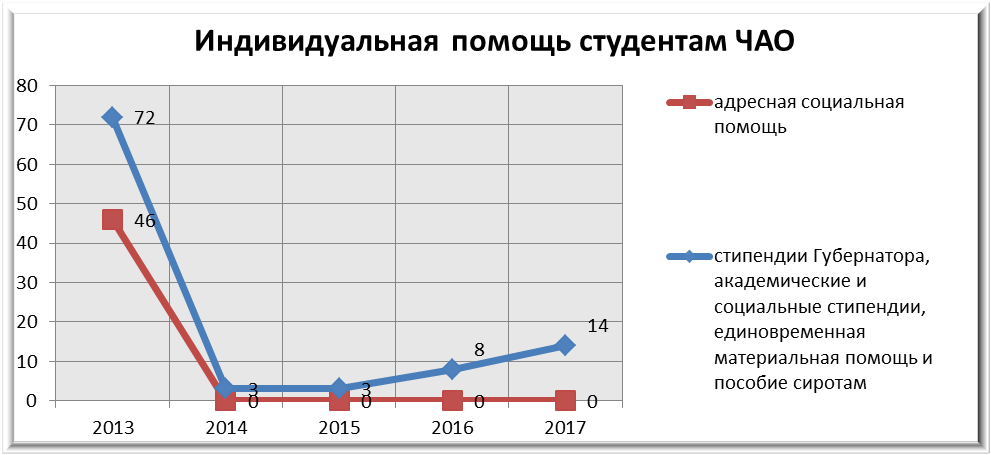 Индивидуальная помощь студентам ЧАО
80
70
60
50
40
30
20
10
0
72
46
3
0
3
0
8
0
14
0
2013 2014 2015 2016 2017
адресная социальная
помощь
стипендии Губернатора,
академические и
социальные стипендии,
единовременная
материальная помощь и
пособие сиротам